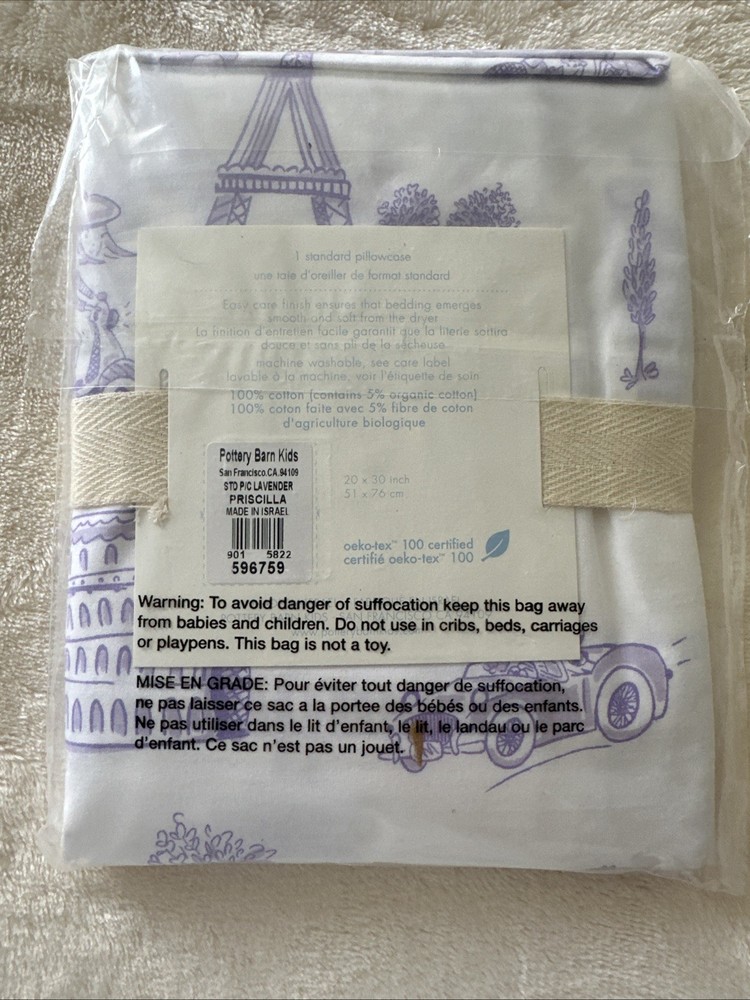 1 standard pillowcase
une taie d'oreiller de format standard
Easy care finish ensures that bedding emerges
smooth and soft from the dryer
La finition d'entretien facile garantit que la literie sortira
douce et sans pli de la sécheuse
machine washable, see care label
lavable à la machine, voir l'étiquette de soin
100% cotton (contains 5% organic cotton)
100% coton faite avec 5% fibre de coton
d'agriculture biologique
Pottery Barn Kids
San Francisco.CA.94109
STD P/C LAVENDER
PRISCILLA
MADE IN ISRAEL
901 5822
596759
20 x 30 inch
51 x 76 cm
oeko-tex™ 100 certified
certifié oeko-tex™ 100
Warning: To avoid danger of suffocation keep this bag away
from babies and children. Do not use in cribs, beds, carriages
or playpens. This bag is not a toy.
MISE EN GRADE: Pour éviter tout danger de suffocation,
ne pas laisser ce sac a la portee des bébés ou des enfants.
Ne pas utiliser dans le lit d'enfant, le lit, le landau ou le parc
d'enfant. Ce sac n'est pas un jouet.